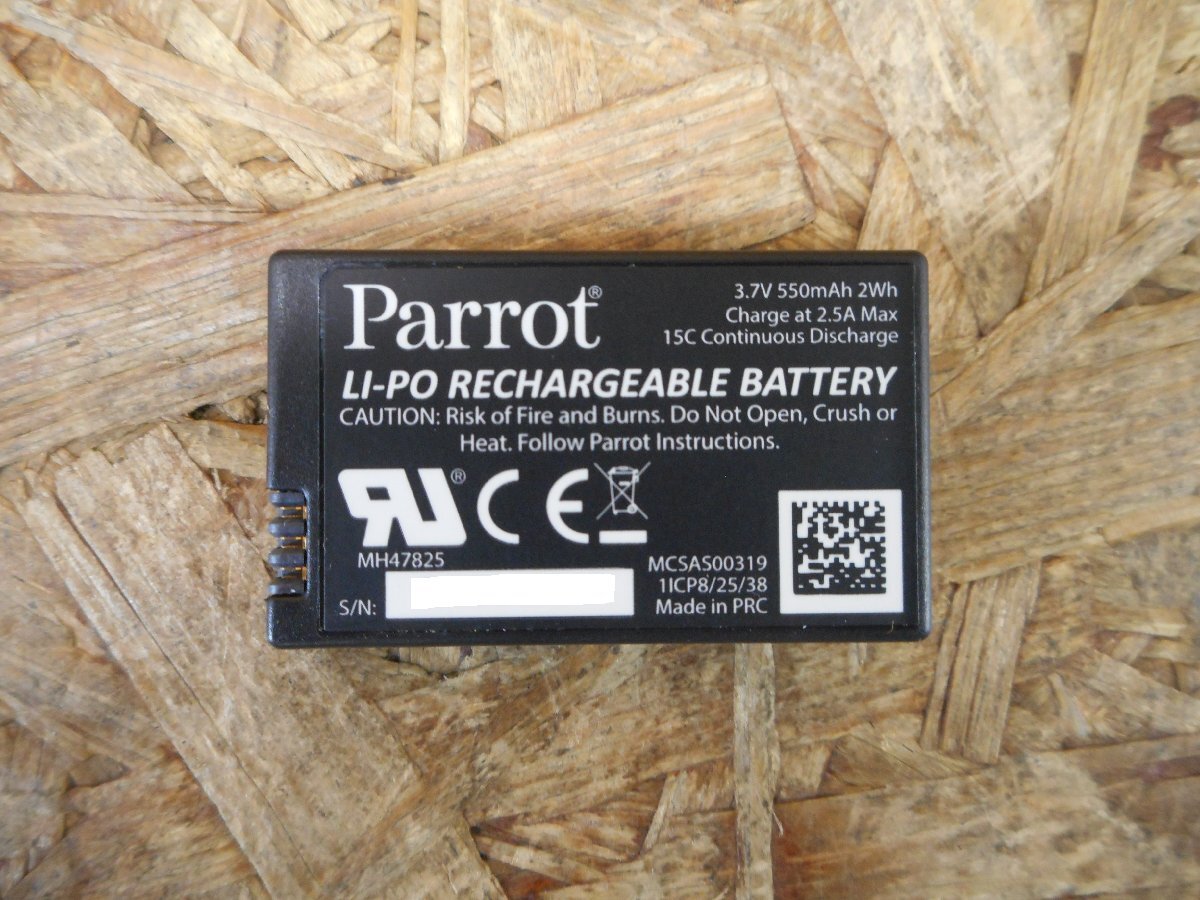 Parrot®
3.7V 550mAh 2Wh
Charge at 2.5A Max
15C Continuous Discharge
LI-PO RECHARGEABLE BATTERY
CAUTION: Risk of Fire and Burns. Do Not Open, Crush or
Heat. Follow Parrot Instructions.
RU® CE
MH47825
S/N:
MCSAS00319
1ICP8/25/38
Made in PRC